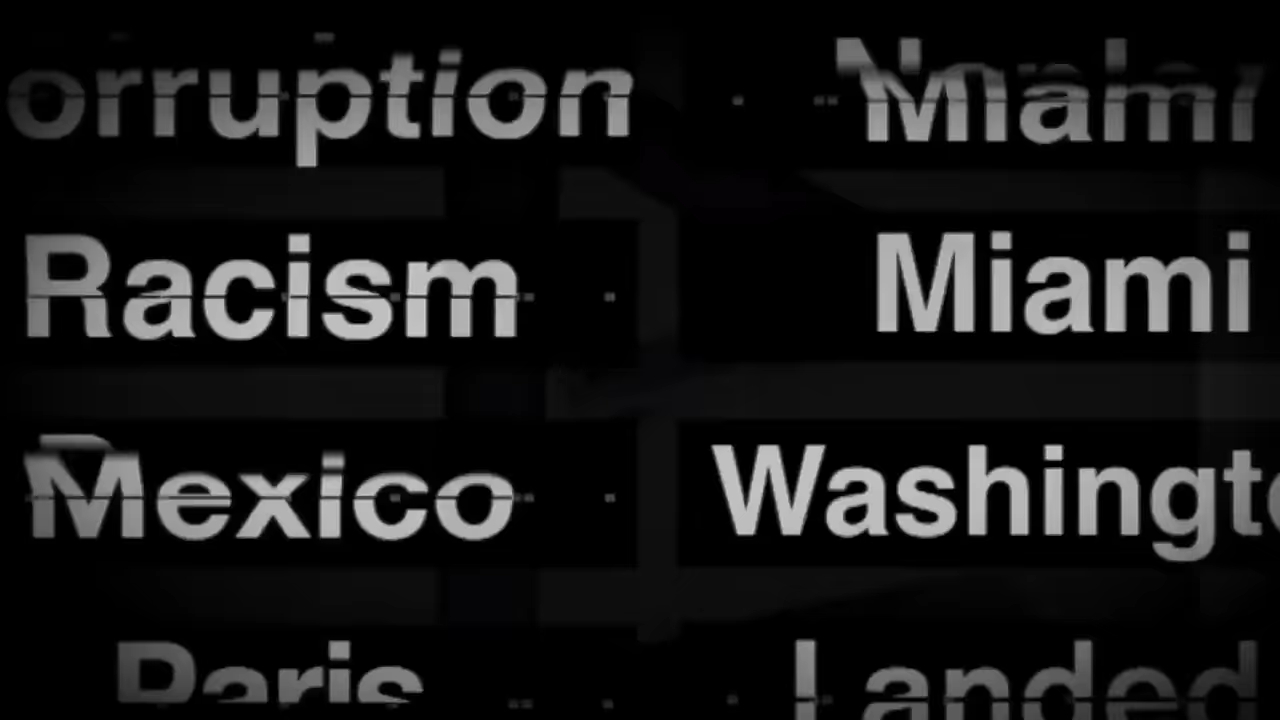 orruption
Miami
Racism
Miami
Mexico
Washingt
Paris
Landed